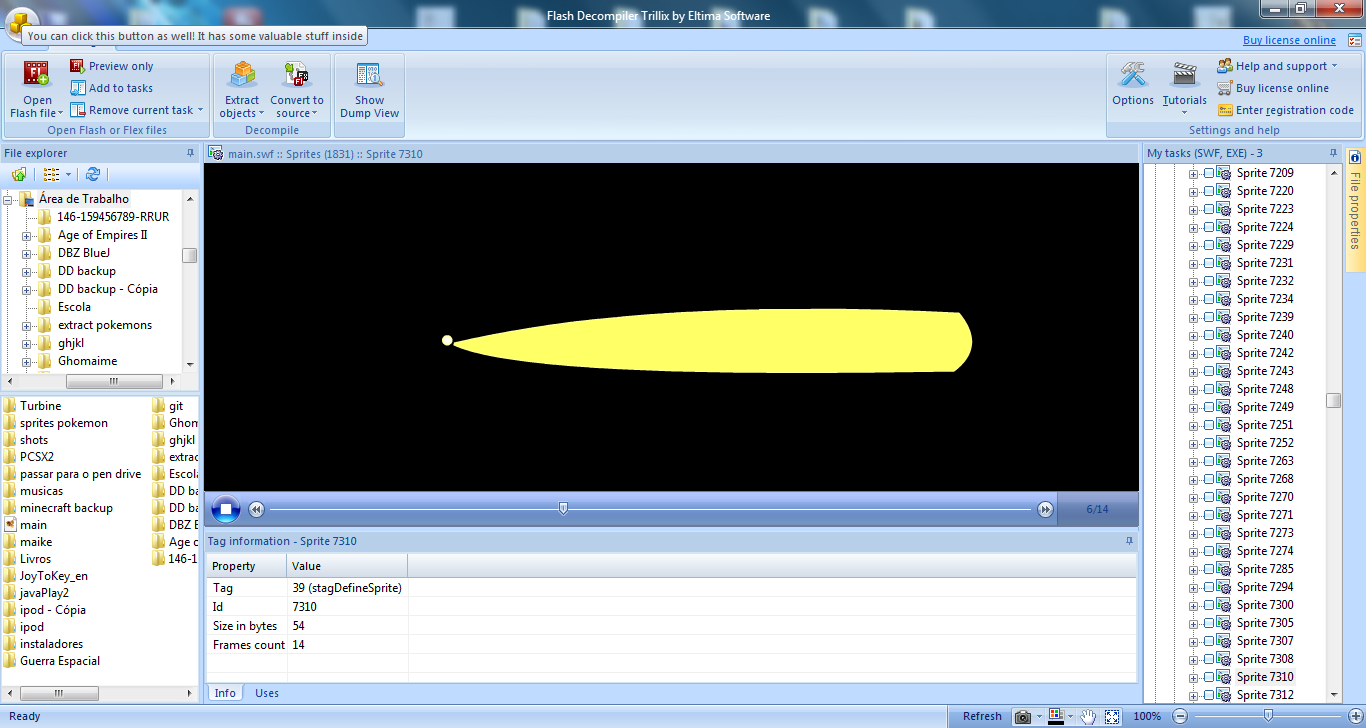 Flash Decompiler Trillix by Eltima Software
You can click this button as well! It has some valuable stuff inside
Buy license online
Open
Flash file
Preview only
Add to tasks
Remove current task
Open Flash or Flex files
Extract
objects
Convert to
source
Decompile
Show
Dump View
Options
Tutorials
Help and support
Buy license online
Enter registration code
Settings and help
File explorer
Área de Trabalho
146-159456789-RRUR
Age of Empires II
DBZ BlueJ
DD backup
DD backup - Cópia
Escola
extract pokemons
ghjkl
Ghomaime
Turbine
sprites pokemon
shots
PCSX2
passar para o pen drive
musicas
minecraft backup
main
maike
Livros
JoyToKey_en
javaPlay2
ipod - Cópia
ipod
instaladores
Guerra Espacial
git
Ghom
ghjkl
extrac
Escola
DD ba
DD ba
DBZ B
Age o
146-1
main.swf :: Sprites (1831) :: Sprite 7310
6/14
Tag information - Sprite 7310
Property Value
Tag 39 (stagDefineSprite)
Id 7310
Size in bytes 54
Frames count 14
Info Uses
My tasks (SWF, EXE) - 3
Sprite 7209
Sprite 7220
Sprite 7223
Sprite 7224
Sprite 7229
Sprite 7231
Sprite 7232
Sprite 7234
Sprite 7239
Sprite 7240
Sprite 7242
Sprite 7243
Sprite 7248
Sprite 7249
Sprite 7251
Sprite 7252
Sprite 7263
Sprite 7268
Sprite 7270
Sprite 7271
Sprite 7273
Sprite 7274
Sprite 7285
Sprite 7294
Sprite 7300
Sprite 7305
Sprite 7307
Sprite 7308
Sprite 7310
Sprite 7312
File properties
Ready
Refresh
100%